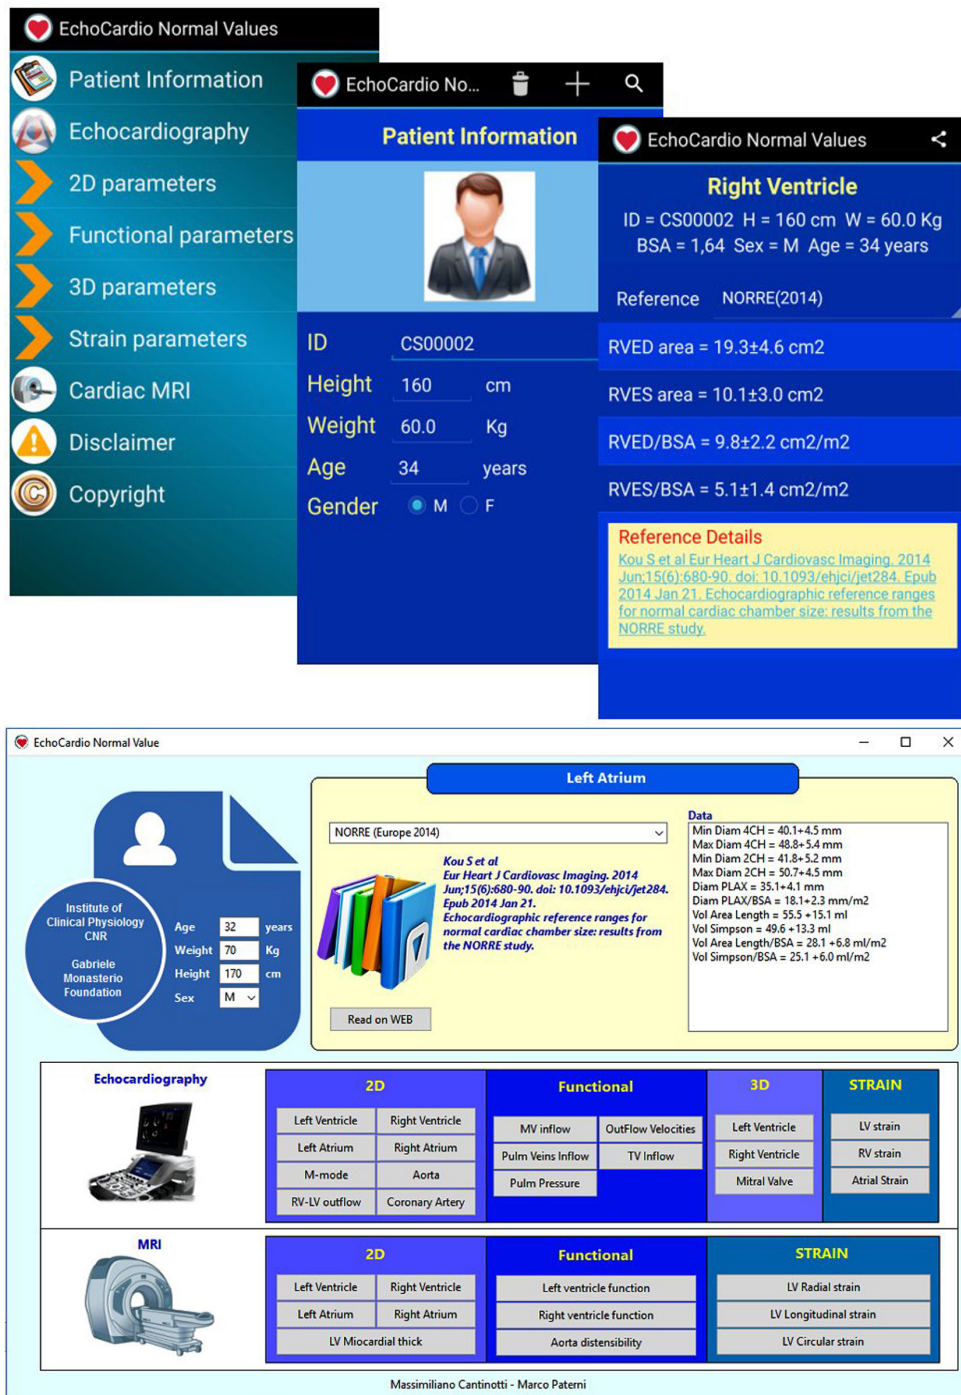 EchoCardio Normal Values
Patient Information
Echocardiography
2D parameters
Functional parameters
3D parameters
Strain parameters
Cardiac MRI
Disclaimer
Copyright
EchoCardio No...
Patient Information
ID CS00002
Height 160 cm
Weight 60.0 Kg
Age 34 years
Gender M F
EchoCardio Normal Values
Right Ventricle
ID = CS00002 H = 160 cm W = 60.0 Kg
BSA = 1,64 Sex = M Age = 34 years
Reference NORRE(2014)
RVED area = 19.3±4.6 cm2
RVES area = 10.1±3.0 cm2
RVED/BSA = 9.8±2.2 cm2/m2
RVES/BSA = 5.1±1.4 cm2/m2
Reference Details
Kou S et al Eur Heart J Cardiovasc Imaging. 2014
Jun;15(6):680-90. doi: 10.1093/ehjci/jet284. Epub
2014 Jan 21. Echocardiographic reference ranges
for normal cardiac chamber size: results from the
NORRE study.
EchoCardio Normal Value
Institute of
Clinical Physiology
CNR
Gabriele
Monasterio
Foundation
Age 32 years
Weight 70 Kg
Height 170 cm
Sex M
Left Atrium
NORRE (Europe 2014)
Kou S et al
Eur Heart J Cardiovasc Imaging. 2014
Jun;15(6):680-90. doi: 10.1093/ehjci/jet284.
Epub 2014 Jan 21.
Echocardiographic reference ranges for
normal cardiac chamber size: results from
the NORRE study.
Read on WEB
Data
Min Diam 4CH = 40.1+4.5 mm
Max Diam 4CH = 48.8+5.4 mm
Min Diam 2CH = 41.8+5.2 mm
Max Diam 2CH = 50.7+4.5 mm
Diam PLAX = 35.1+4.1 mm
Diam PLAX/BSA = 18.1+2.3 mm/m2
Vol Area Length = 55.5 +15.1 ml
Vol Simpson = 49.6 +13.3 ml
Vol Area Length/BSA = 28.1 +6.8 ml/m2
Vol Simpson/BSA = 25.1 +6.0 ml/m2
Echocardiography
2D
Left Ventricle Right Ventricle
Left Atrium Right Atrium
M-mode Aorta
RV-LV outflow Coronary Artery
Functional
MV inflow OutFlow Velocities
Pulm Veins Inflow TV Inflow
Pulm Pressure
3D
Left Ventricle
Right Ventricle
Mitral Valve
STRAIN
LV strain
RV strain
Atrial Strain
MRI
2D
Left Ventricle Right Ventricle
Left Atrium Right Atrium
LV Miocardial thick
Functional
Left ventricle function
Right ventricle function
Aorta distensibility
STRAIN
LV Radial strain
LV Longitudinal strain
LV Circular strain
Massimiliano Cantinotti - Marco Paterni